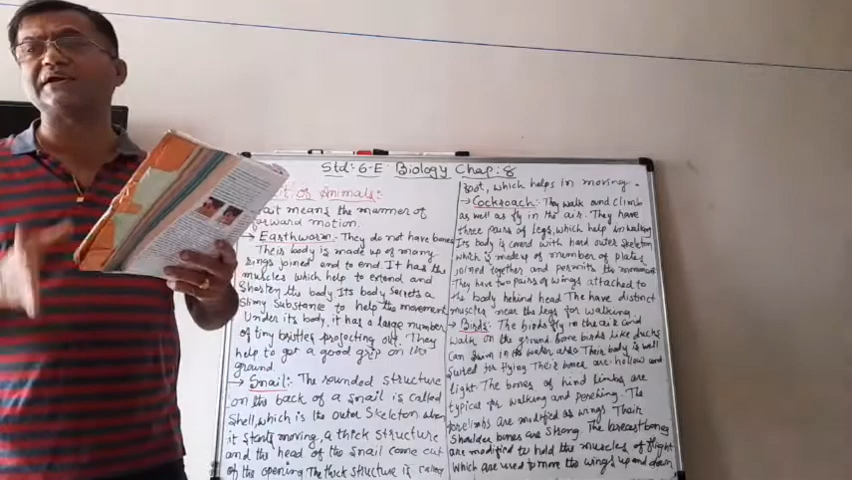 Std:- 6-E Biology Chap:- 8
of Animals:-
means the manner of
forward motion.
→ Earthworm:- They do not have bones
Their body is made up of many
rings joined end to end. It has the
muscles which help to extend and
Shorten the body Its body secrets a
slimy substance to help the movement
Under its body, it has a large number
of tiny bristles projecting out. They
help to get a good grip on the
ground.
→ Snail:- The rounded structure
on the back of a snail is called
Shell, which is the outer Skeleton when
it starts moving, a thick structure
and the head of the snail come out
of the opening. The thick structure is called
foot, which helps in moving.
→ Cockroach:- They walk and climb
as well as fly in the air. They have
three pairs of legs, which help in walking
Its body is coverd with hard outer skeleton
which is made up of number of plates
joined together and permits the
They have two pairs of wings attached to
the body behind head The have distinct
muscles near the legs for walking
→ Birds:- The birds fly in the air and
walk on the ground Some birds like ducks
can swim in the water also Their body is well
Suited for flying Their bones are hollow and
light. The bones of hind limbs are
typical for walking and perching. The
forelimbs are modified as wings Their
Shoulder bones are strong. The breast bones
are modified to hold the muscles of flight
which are used to move the wings up and down